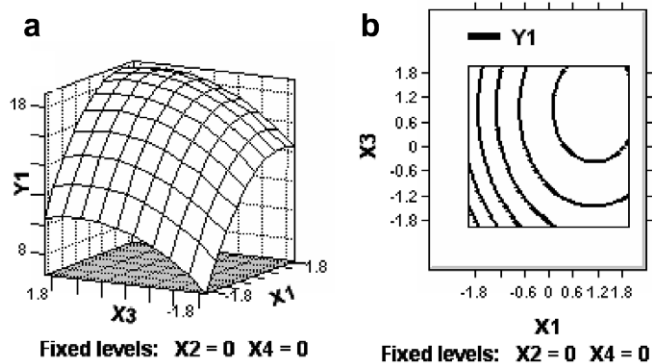 a
18
Y1
8
1.8
X3
-1.8
-1.8
X1
1.8
Fixed levels: X2 = 0 X4 = 0
b
Y1
1.8
1.2
0.6
0
-0.6
-1.2
-1.8
X3
-1.8 -0.6 0 0.6 1.2 1.8
X1
Fixed levels: X2 = 0 X4 = 0